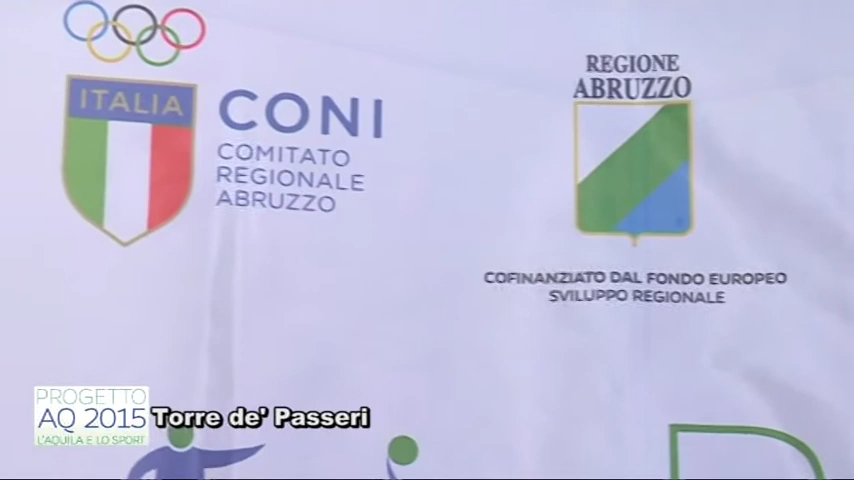 ITALIA
CONI
COMITATO
REGIONALE
ABRUZZO
REGIONE
ABRUZZO
COFINANZIATO DAL FONDO EUROPEO
SVILUPPO REGIONALE
PROGETTO
AQ 2015
L'AQUILA E LO SPORT
Torre de' Passeri